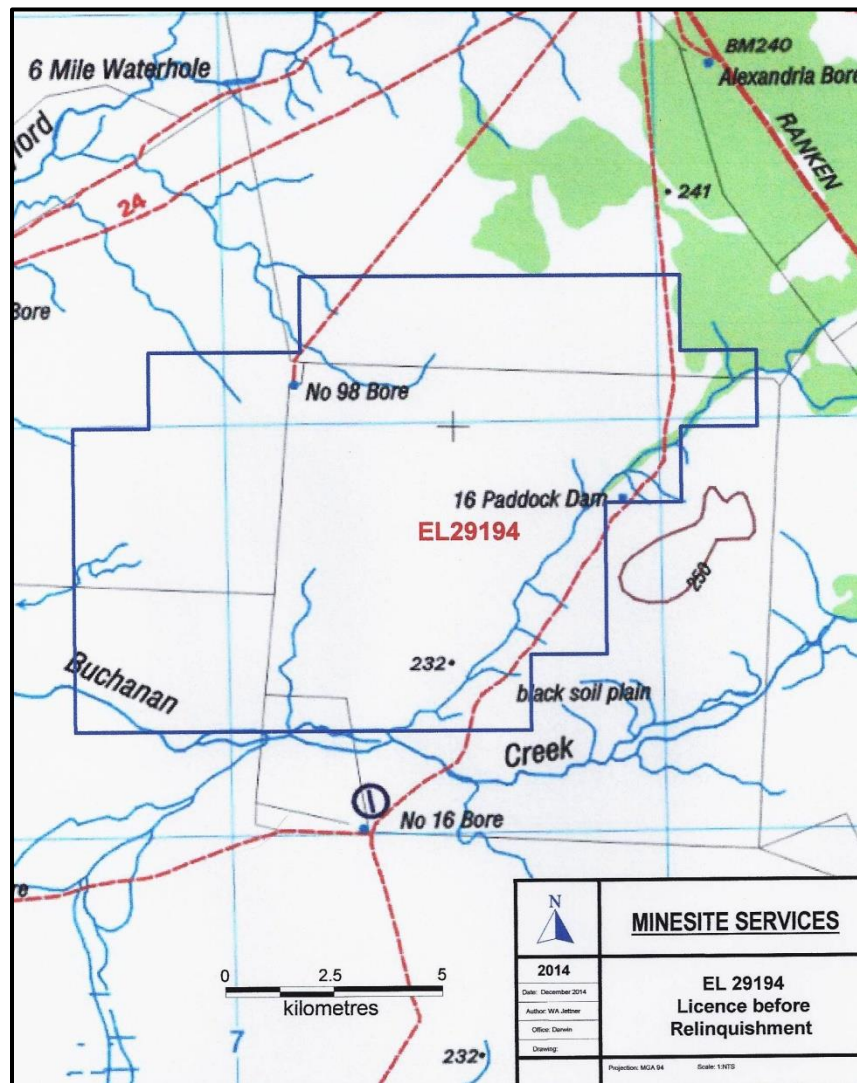 BM240
6 Mile Waterhole
Alexandria Bore
RANKEN
24
241
Bore
No 98 Bore
16 Paddock Dam
EL29194
250
232
Buchanan
black soil plain
Creek
No 16 Bore
N
MINESITE SERVICES
2014
Date: December 2014
Author: WA Jettner
Office: Darwin
Drawing:
EL 29194
Licence before
Relinquishment
0 2.5 5
kilometres
7
232
Projection: MGA 94 Scale: 1:NTS